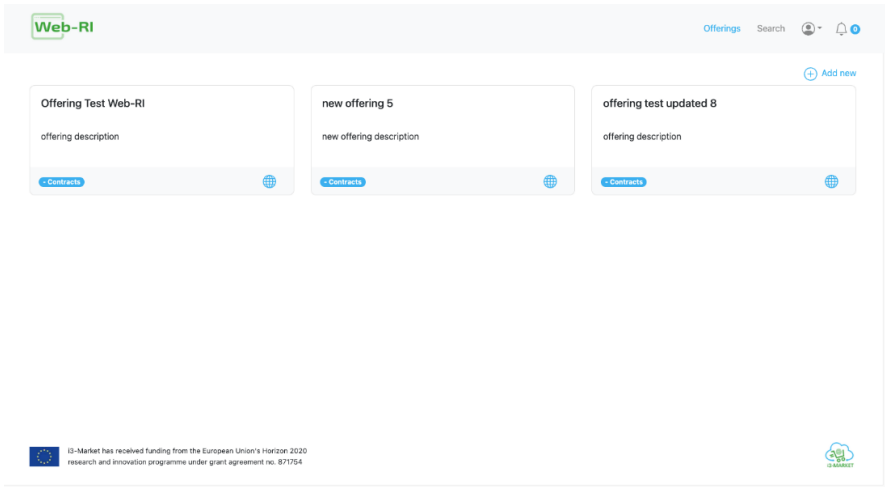 Web-RI
Offerings
Search
0
Add new
Offering Test Web-RI
offering description
- Contracts
new offering 5
new offering description
- Contracts
offering test updated 8
offering description
- Contracts
i3-Market has received funding from the European Union's Horizon 2020
research and innovation programme under grant agreement no. 871754
i3-MARKET